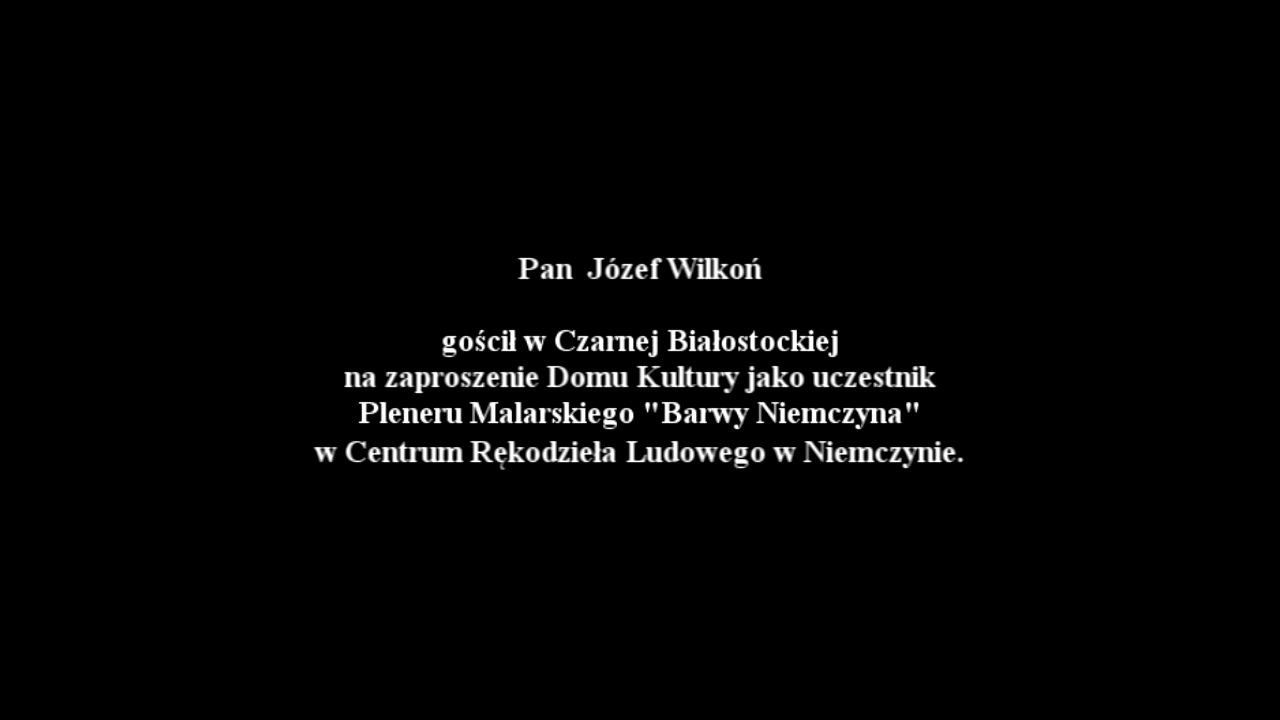 Pan Józef Wilkoń
gościł w Czarnej Białostockiej
na zaproszenie Domu Kultury jako uczestnik
Pleneru Malarskiego "Barwy Niemczyna"
w Centrum Rękodzieła Ludowego w Niemczynie.